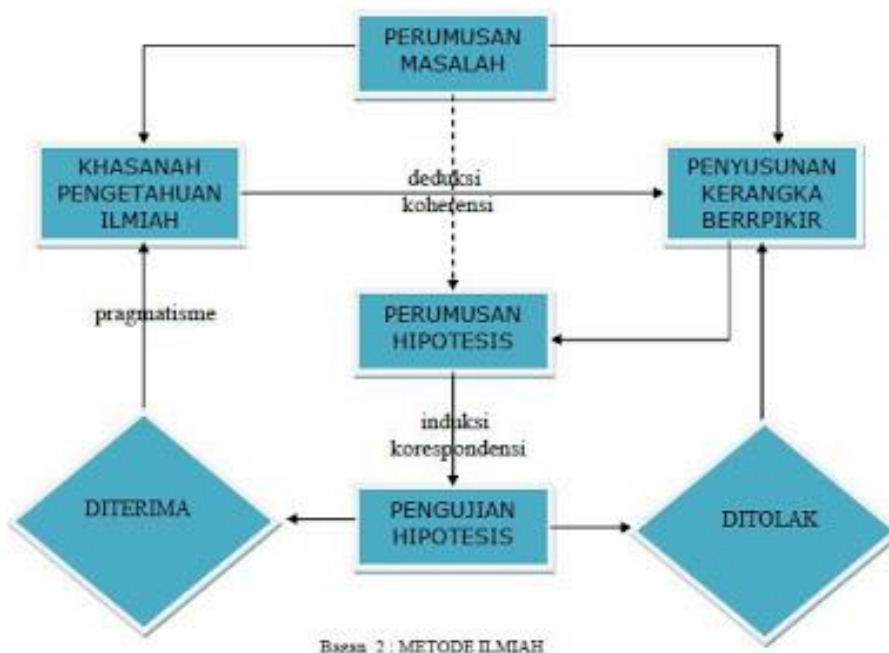 PERUMUSAN
MASALAH
KHASANAH
PENGETAHUAN
ILMIAH
deduksi
koherensi
PENYUSUNAN
KERANGKA
BERRPIKIR
pragmatisme
PERUMUSAN
HIPOTESIS
induksi
korespondensi
DITERIMA
PENGUJIAN
HIPOTESIS
DITOLAK
Bagan 2 : METODE ILMIAH